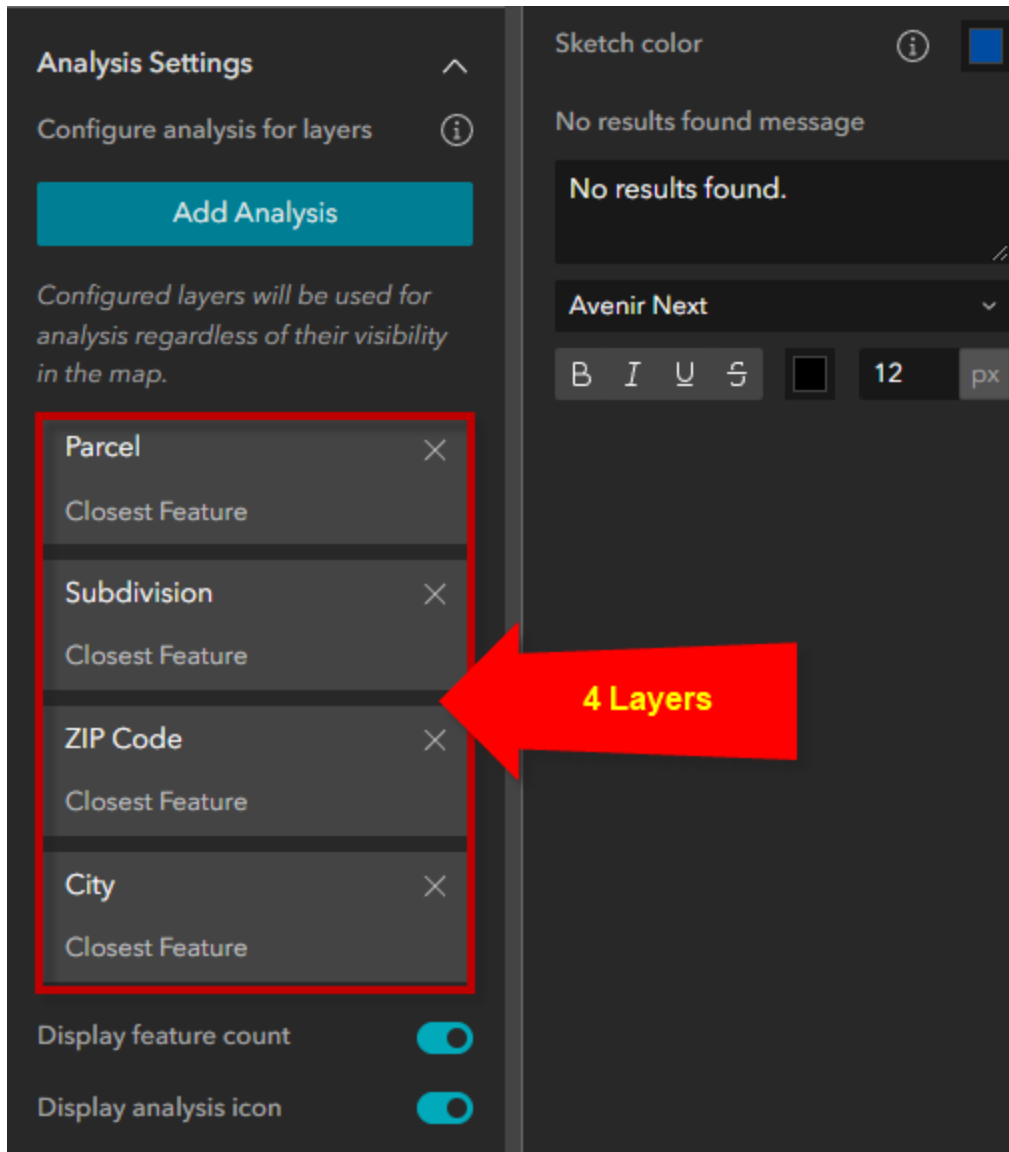 Analysis Settings
Configure analysis for layers
Add Analysis
Configured layers will be used for
analysis regardless of their visibility
in the map.
Parcel
Closest Feature
Subdivision
Closest Feature
ZIP Code
Closest Feature
City
Closest Feature
Display feature count
Display analysis icon
Sketch color
No results found message
No results found.
Avenir Next
B I U S 12 px
4 Layers